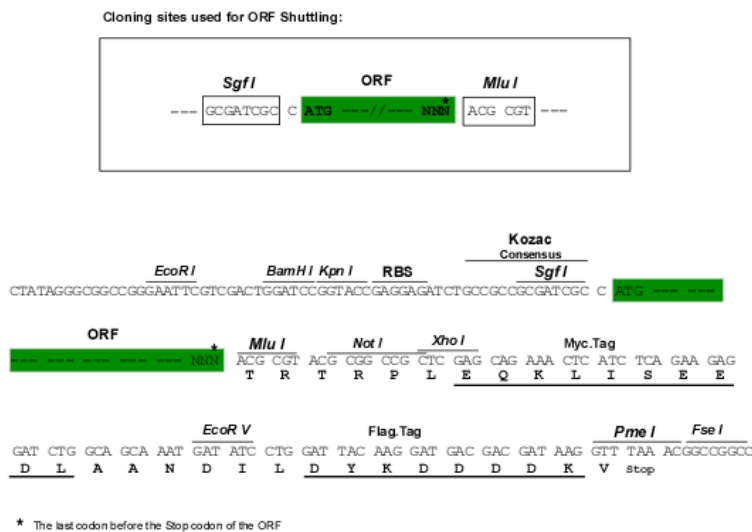 Cloning sites used for ORF Shuttling:
Sgf I ORF Mlu I
--- GCGATCGC C ATG ---//--- NNN* ACG CGT ---
Kozac
Consensus
EcoR I BamH I Kpn I RBS Sgf I
CTATAGGGCGGCCGGGAATTCGTCGACTGGATCCGGTACCGAGGAGATCTGCCGCCGCGATCGC C ATG --- ---
ORF
Mlu I Not I Xho I Myc.Tag
--- --- --- --- --- --- NNN* ACG CGT ACG CGG CCG CTC GAG CAG AAA CTC ATC TCA GAA GAG
T R T R P L E Q K L I S E E
EcoR V Flag.Tag Pme I Fse I
GAT CTG GCA GCA AAT GAT ATC CTG GAT TAC AAG GAT GAC GAC GAT AAG GTT TAA ACGGCCGGCC
D L A A N D I L D Y K D D D D K V Stop
* The last codon before the Stop codon of the ORF